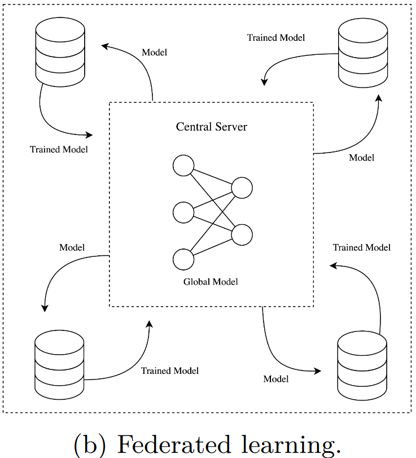 Trained Model
Model
Central Server
Trained Model
Model
Model
Trained Model
Global Model
Trained Model
Model
(b) Federated learning.